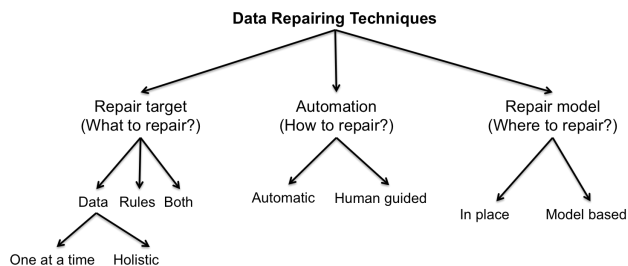 Data Repairing Techniques
Repair target
(What to repair?)
Automation
(How to repair?)
Repair model
(Where to repair?)
Data
Rules
Both
Automatic
Human guided
In place
Model based
One at a time
Holistic